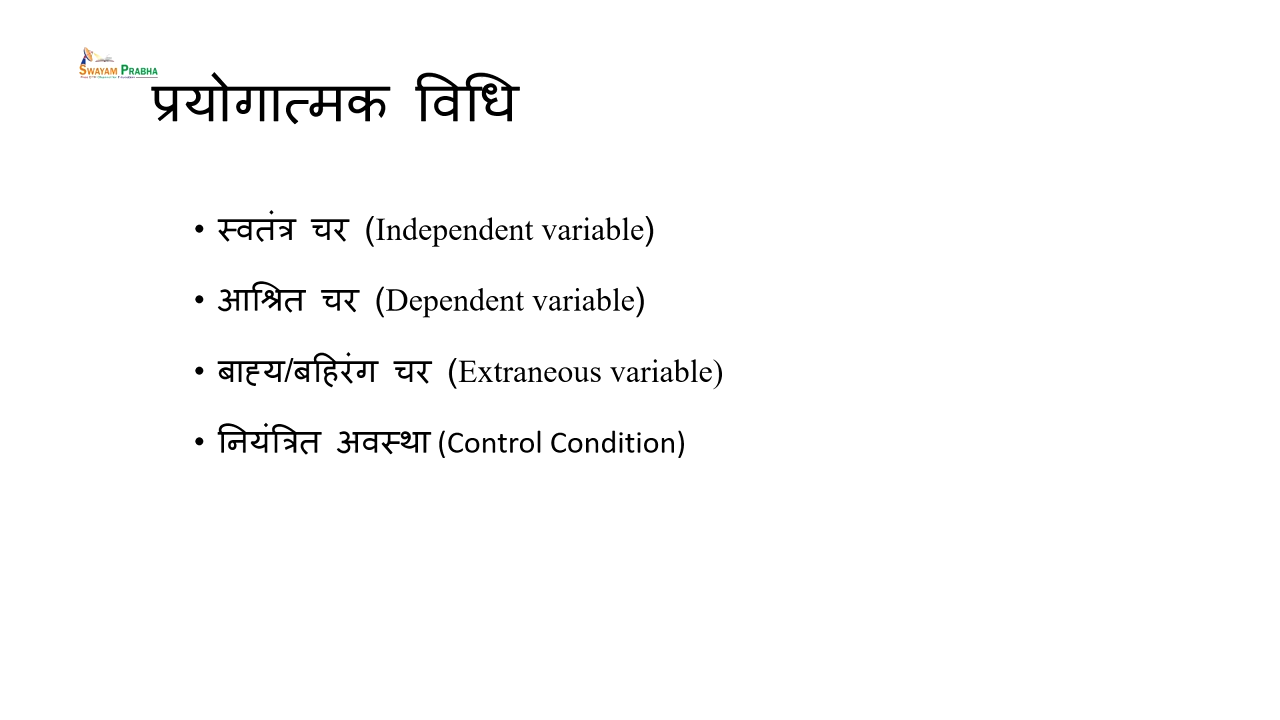 SWAYAM PRABHA
प्रयोगात्मक विधि
• स्वतंत्र चर (Independent variable)
• आश्रित चर (Dependent variable)
• बाह्य/बहिरंग चर (Extraneous variable)
• नियंत्रित अवस्था (Control Condition)